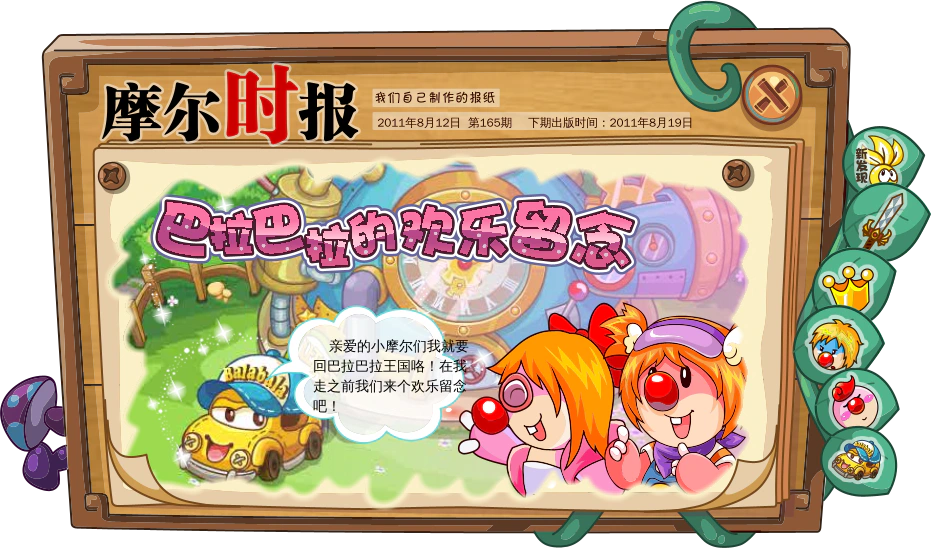 摩尔时报
我们自己制作的报纸
2011年8月12日 第165期 下期出版时间：2011年8月19日
新发现
巴拉巴拉的欢乐留念
亲爱的小摩尔们我就要
回巴拉巴拉王国咯！在我
走之前我们来个欢乐留念
吧！
Balabala